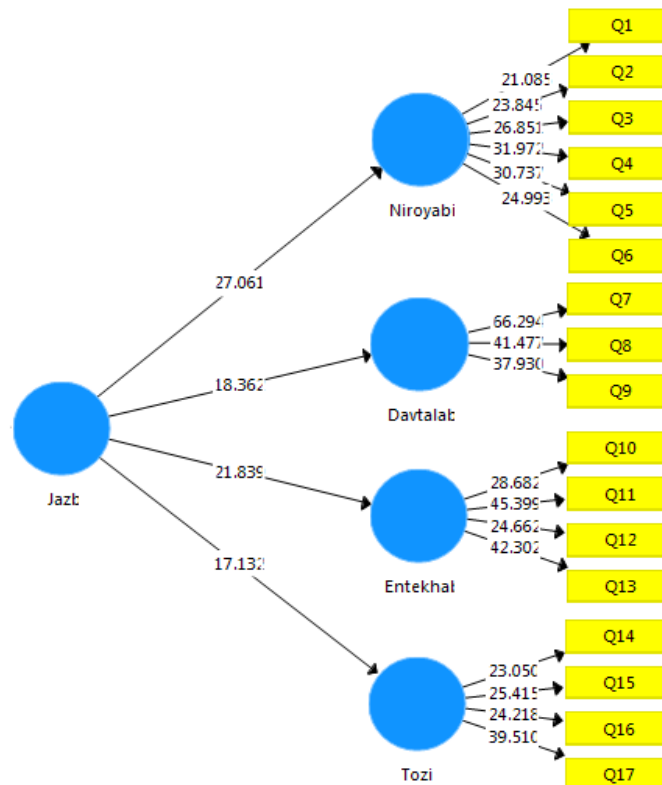 Q1
Q2
Q3
Q4
Q5
Q6
21.085
23.845
26.851
31.972
30.737
24.993
Niroyabi
27.061
Q7
Q8
Q9
66.294
41.477
37.930
Davtalab
18.362
Jazb
21.839
Q10
Q11
Q12
Q13
28.682
45.399
24.662
42.302
Entekhab
17.132
Q14
Q15
Q16
Q17
23.050
25.415
24.218
39.510
Tozi